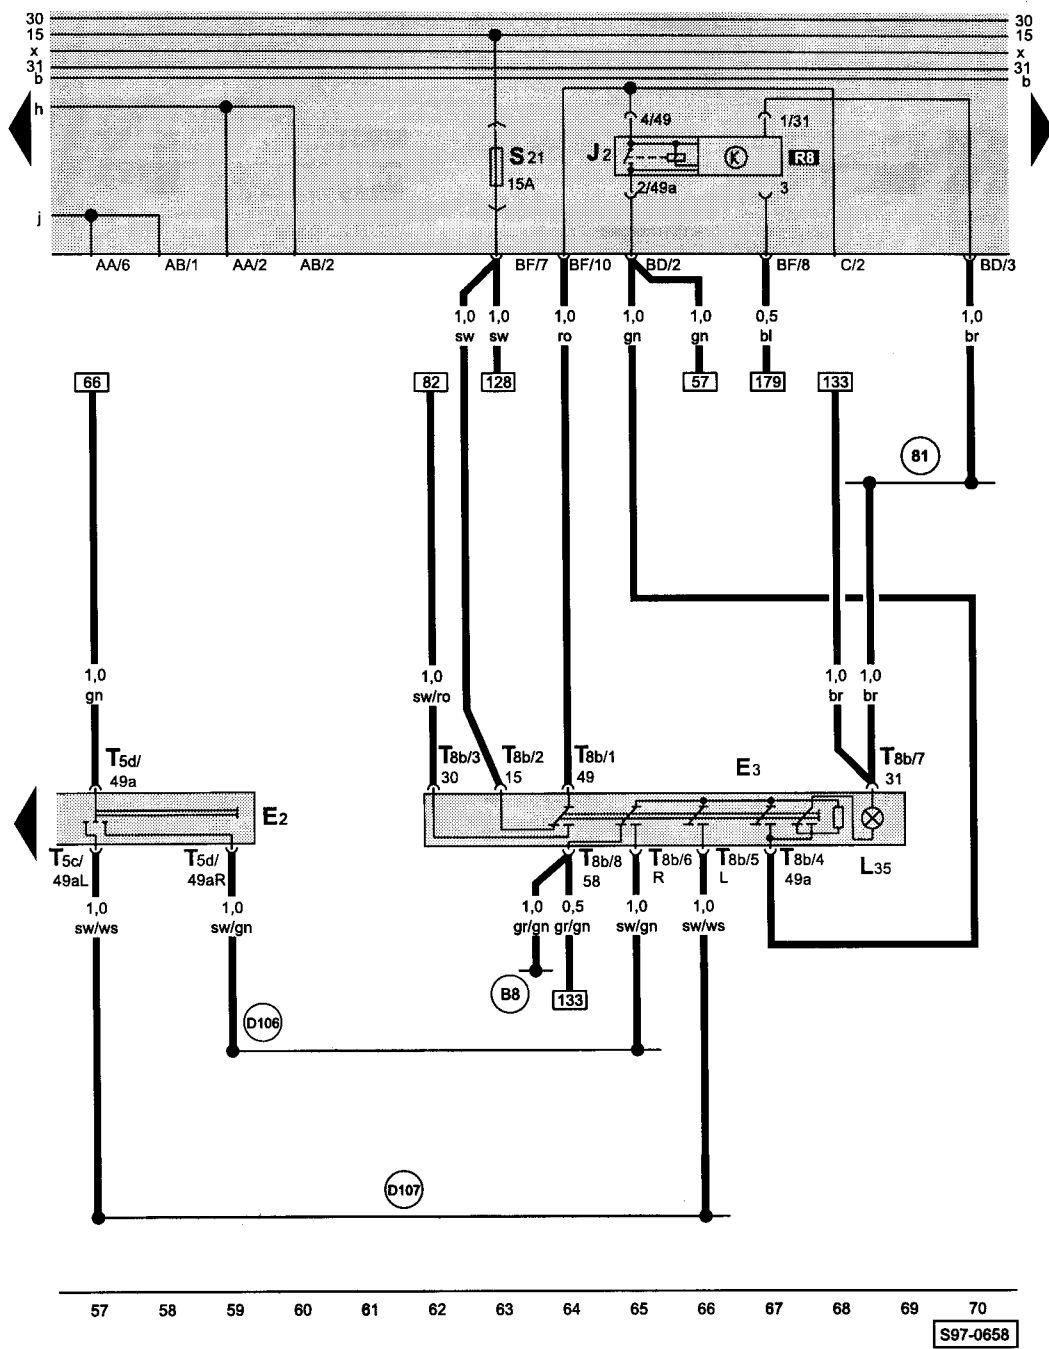 30 30
15 15
x x
31 31
b b
h
4/49 1/31
J2 K R8
S21
15A
2/49a 3
j
AA/6 AB/1 AA/2 AB/2 BF/7 BF/10 BD/2 BF/8 C/2 BD/3
1,0 1,0 1,0 1,0 1,0 0,5 1,0
sw sw ro gn gn bl br
66 82 128 57 179 133
81
1,0 1,0 1,0 1,0
gn sw/ro br br
T5d/ T8b/3 T8b/2 T8b/1 E3 T8b/7
49a 30 15 49 31
E2
T5c/ T5d/ T8b/8 T8b/6 T8b/5 T8b/4 L35
49aL 49aR 58 R L 49a
1,0 1,0 1,0 0,5 1,0 1,0
sw/ws sw/gn gr/gn gr/gn sw/gn sw/ws
B8 133
D106
D107
57 58 59 60 61 62 63 64 65 66 67 68 69 70
S97-0658